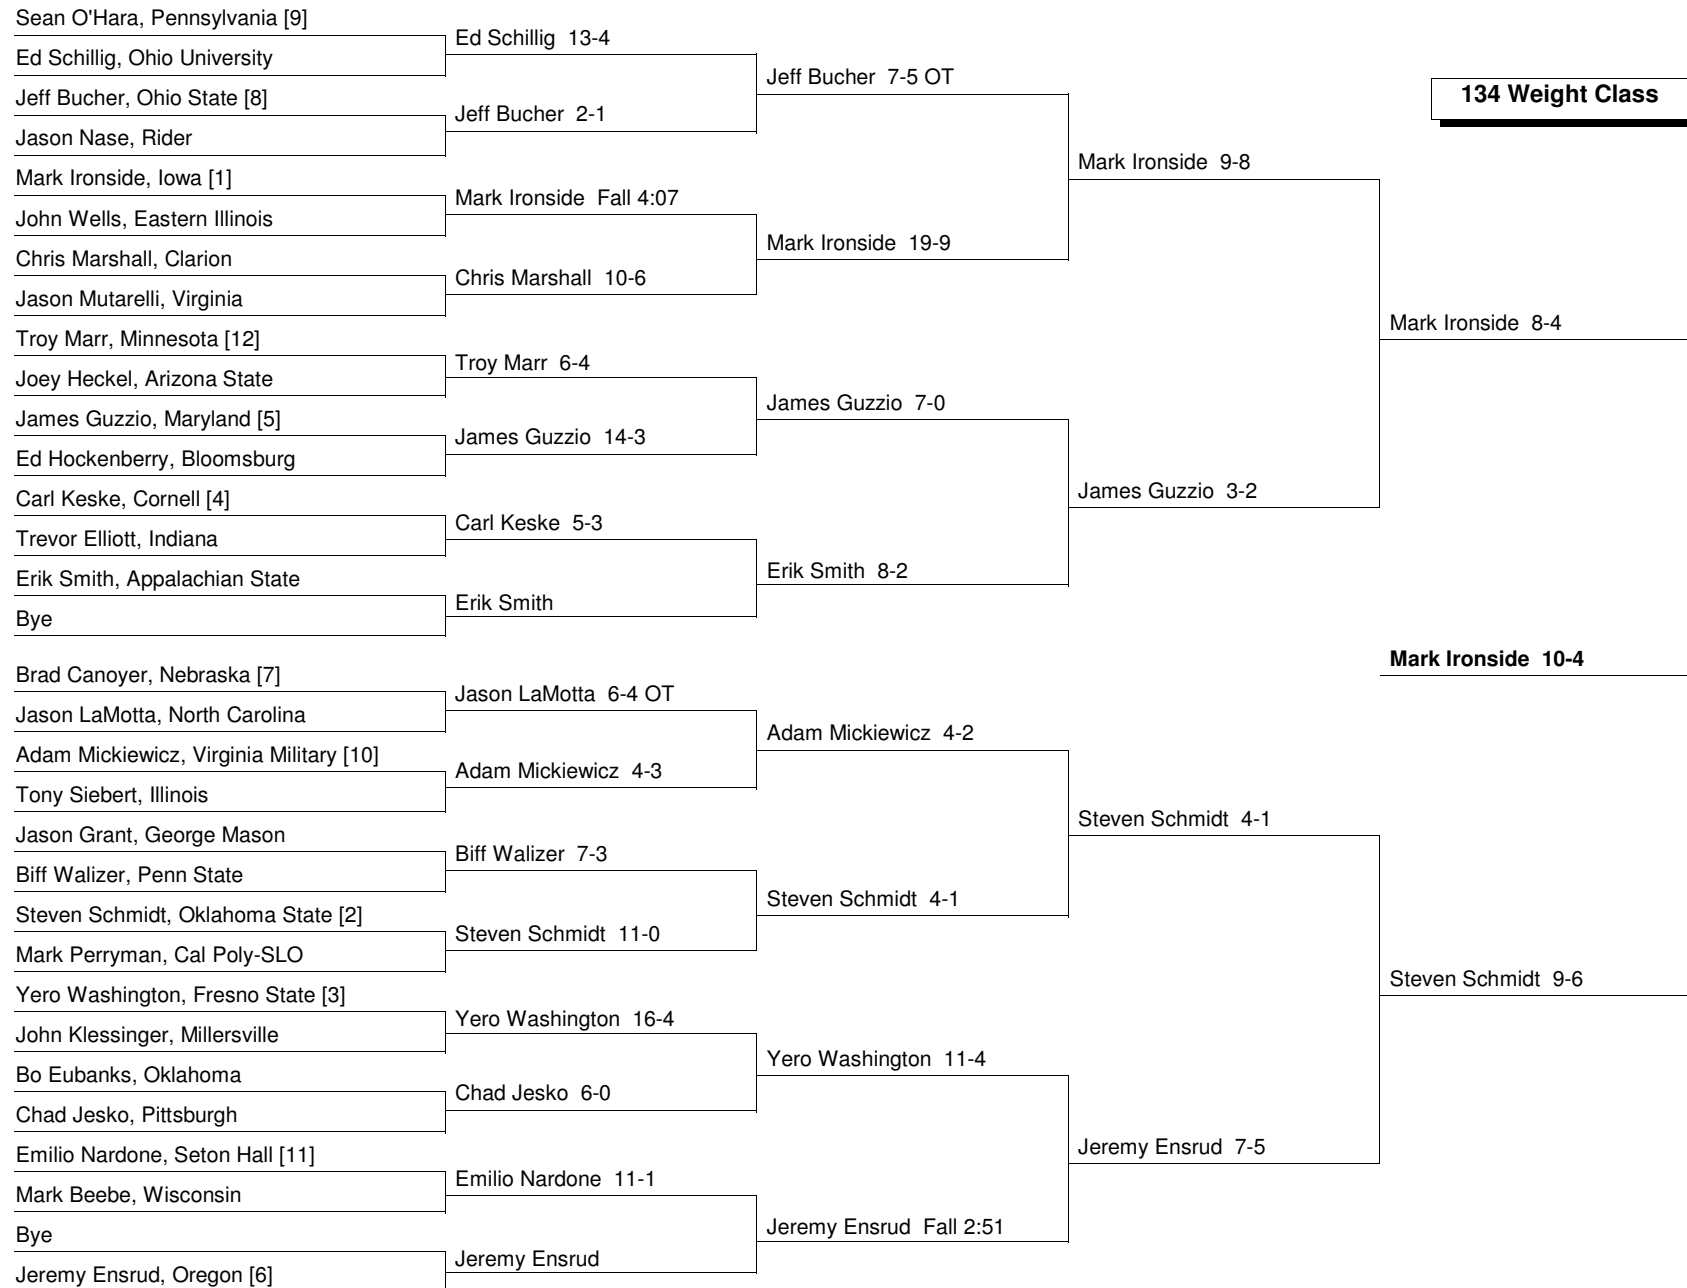 Sean O'Hara, Pennsylvania [9]
Ed Schillig, Ohio University
Jeff Bucher, Ohio State [8]
Jason Nase, Rider
Mark Ironside, Iowa [1]
John Wells, Eastern Illinois
Chris Marshall, Clarion
Jason Mutarelli, Virginia
Troy Marr, Minnesota [12]
Joey Heckel, Arizona State
James Guzzio, Maryland [5]
Ed Hockenberry, Bloomsburg
Carl Keske, Cornell [4]
Trevor Elliott, Indiana
Erik Smith, Appalachian State
Bye
Brad Canoyer, Nebraska [7]
Jason LaMotta, North Carolina
Adam Mickiewicz, Virginia Military [10]
Tony Siebert, Illinois
Jason Grant, George Mason
Biff Walizer, Penn State
Steven Schmidt, Oklahoma State [2]
Mark Perryman, Cal Poly-SLO
Yero Washington, Fresno State [3]
John Klessinger, Millersville
Bo Eubanks, Oklahoma
Chad Jesko, Pittsburgh
Emilio Nardone, Seton Hall [11]
Mark Beebe, Wisconsin
Bye
Jeremy Ensrud, Oregon [6]
Ed Schillig 13-4
Jeff Bucher 2-1
Mark Ironside Fall 4:07
Chris Marshall 10-6
Troy Marr 6-4
James Guzzio 14-3
Carl Keske 5-3
Erik Smith
Jason LaMotta 6-4 OT
Adam Mickiewicz 4-3
Biff Walizer 7-3
Steven Schmidt 11-0
Yero Washington 16-4
Chad Jesko 6-0
Emilio Nardone 11-1
Jeremy Ensrud
Jeff Bucher 7-5 OT
Mark Ironside 19-9
James Guzzio 7-0
Erik Smith 8-2
Adam Mickiewicz 4-2
Steven Schmidt 4-1
Yero Washington 11-4
Jeremy Ensrud Fall 2:51
Mark Ironside 9-8
James Guzzio 3-2
Steven Schmidt 4-1
Jeremy Ensrud 7-5
134 Weight Class
Mark Ironside 8-4
Mark Ironside 10-4
Steven Schmidt 9-6